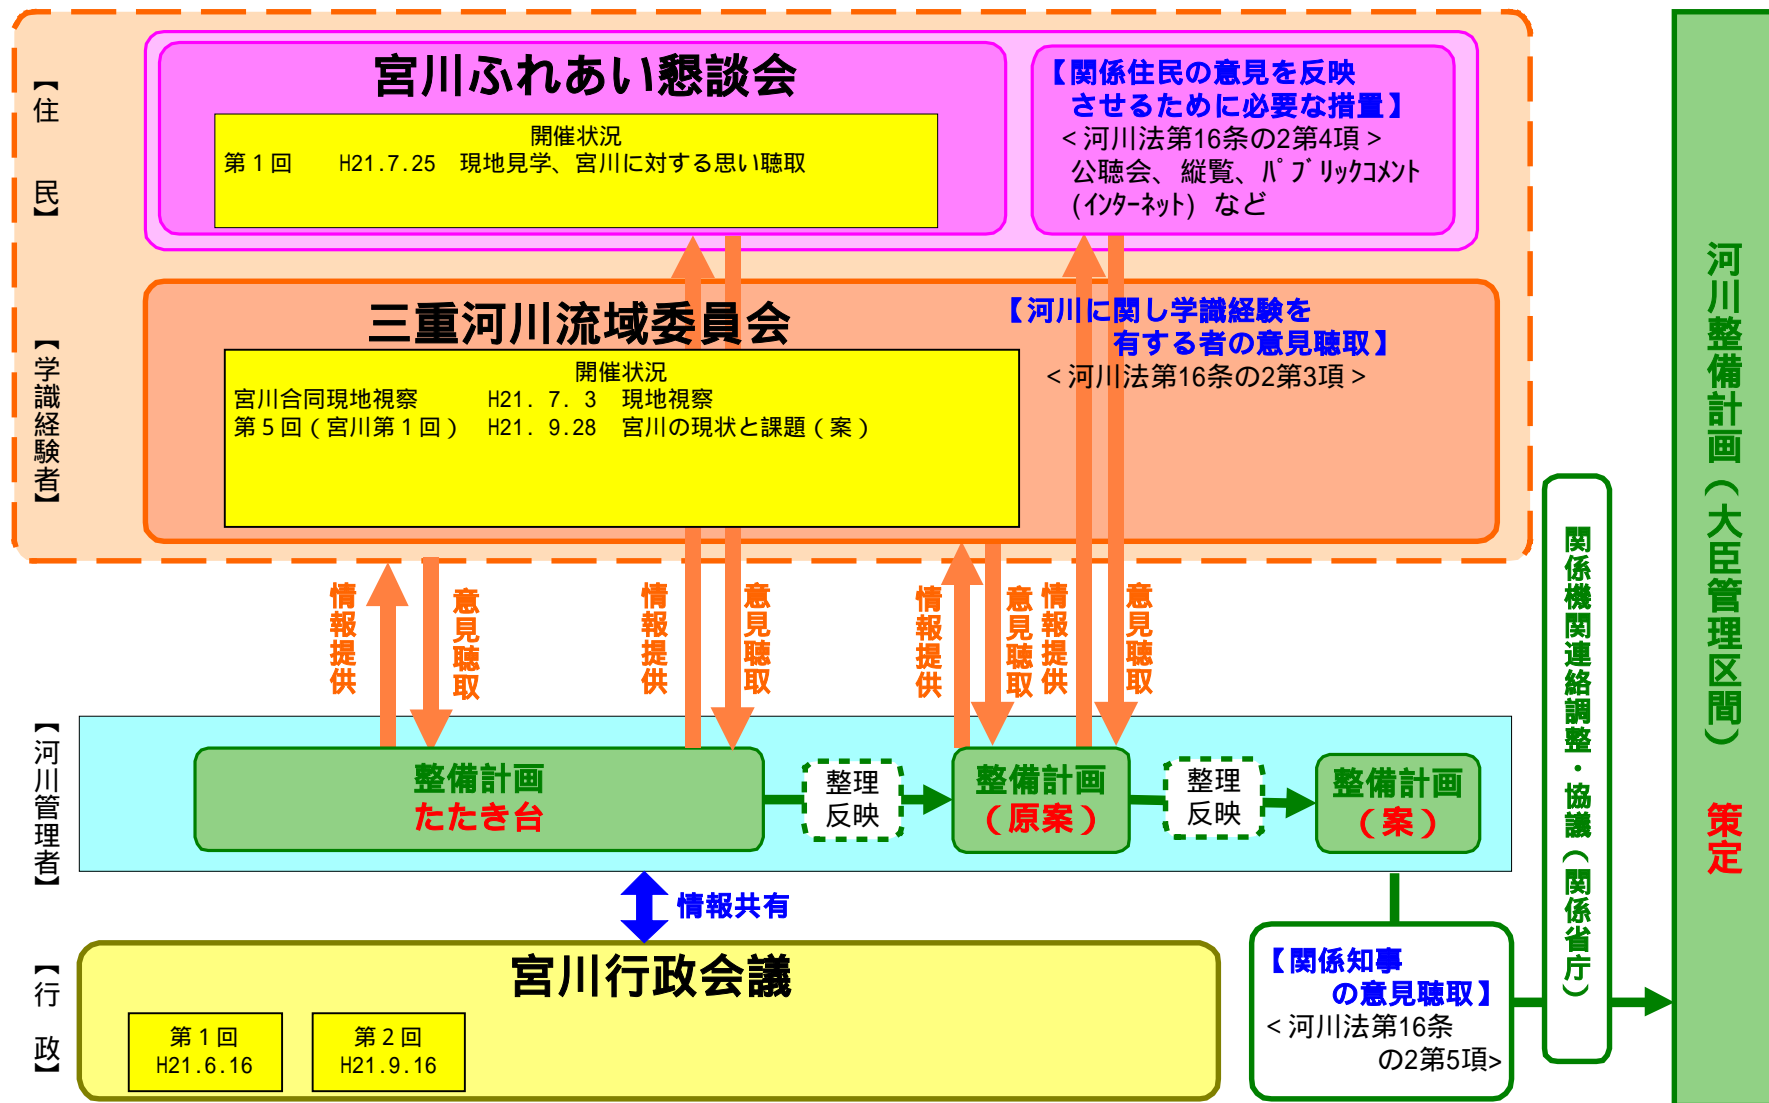 【住民】
宮川ふれあい懇談会
開催状況
第1回 H21.7.25 現地見学、宮川に対する思い聴取
【関係住民の意見を反映
させるために必要な措置】
<河川法第16条の2第4項>
公聴会、縦覧、パブリックコメント
(インターネット) など
【学識経験者】
三重河川流域委員会
開催状況
宮川合同現地視察 H21. 7. 3 現地視察
第5回(宮川第1回) H21. 9.28 宮川の現状と課題(案)
【河川に関し学識経験を
有する者の意見聴取】
<河川法第16条の2第3項>
情報提供
意見聴取
情報提供
意見聴取
情報提供
意見聴取
情報提供
意見聴取
【河川管理者】
整備計画
たたき台
整理
反映
整備計画
(原案)
整理
反映
整備計画
(案)
情報共有
【行政】
宮川行政会議
第1回
H21.6.16
第2回
H21.9.16
【関係知事
の意見聴取】
<河川法第16条
の2第5項>
関係機関連絡調整・協議(関係省庁)
河川整備計画(大臣管理区間) 策定